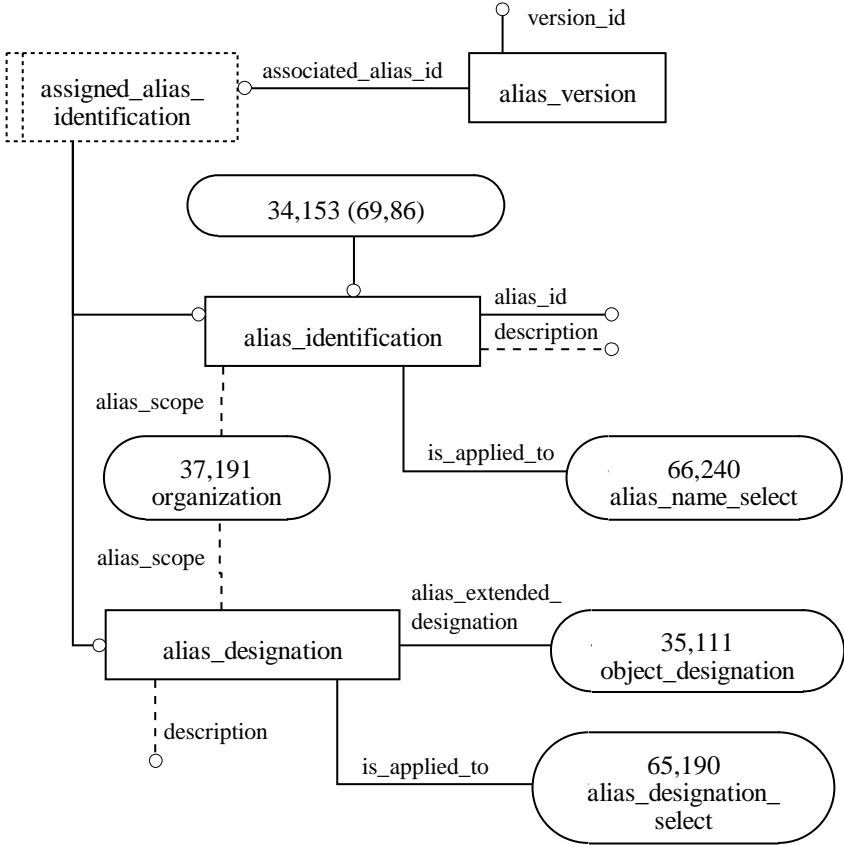 version_id
associated_alias_id
assigned_alias_
identification
alias_version
34,153 (69,86)
alias_id
description
alias_identification
alias_scope
is_applied_to
37,191
organization
66,240
alias_name_select
alias_scope
alias_extended_
designation
alias_designation
35,111
object_designation
description
is_applied_to
65,190
alias_designation_
select